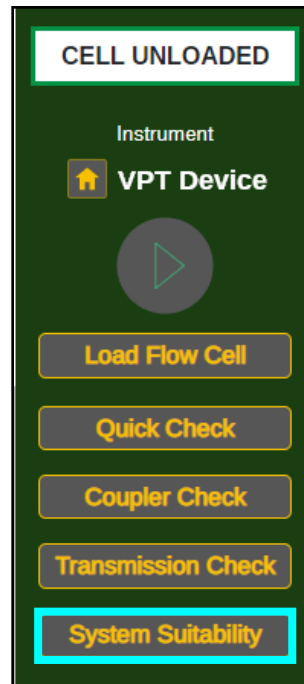 CELL UNLOADED
Instrument
VPT Device
Load Flow Cell
Quick Check
Coupler Check
Transmission Check
System Suitability